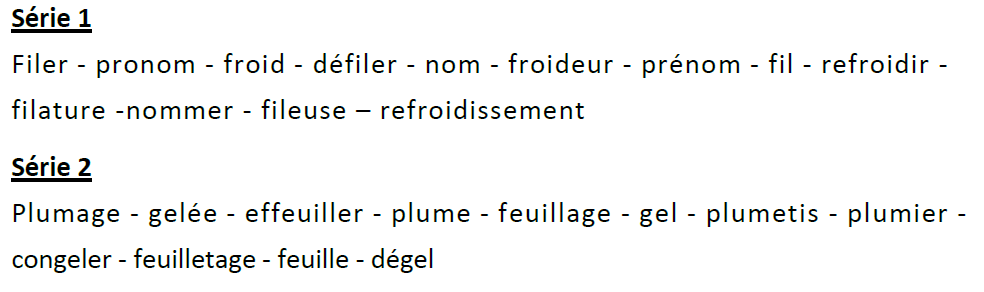 Série 1
Filer - pronom - froid - défiler - nom - froideur - prénom - fil - refroidir -
filature -nommer - fileuse – refroidissement
Série 2
Plumage - gelée - effeuiller - plume - feuillage - gel - plumetis - plumier -
congeler - feuilletage - feuille - dégel